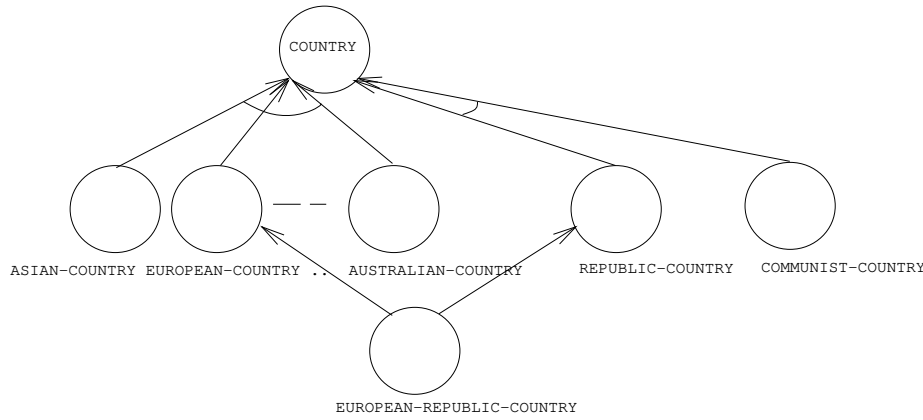 COUNTRY
ASIAN-COUNTRY EUROPEAN-COUNTRY .. AUSTRALIAN-COUNTRY REPUBLIC-COUNTRY COMMUNIST-COUNTRY
EUROPEAN-REPUBLIC-COUNTRY